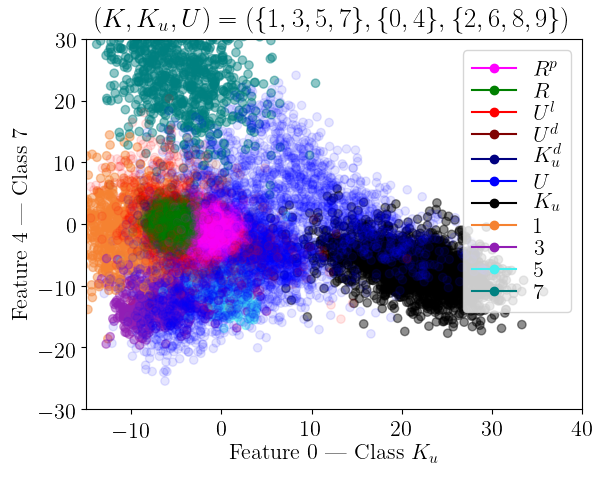 (K, K_u, U) = ({1, 3, 5, 7}, {0, 4}, {2, 6, 8, 9})
30
20
10
0
−10
−20
−30
Feature 4 — Class 7
−10
0
10
20
30
40
Feature 0 — Class K_u
R^p
R
U^l
U^d
K_u^d
U
K_u
1
3
5
7